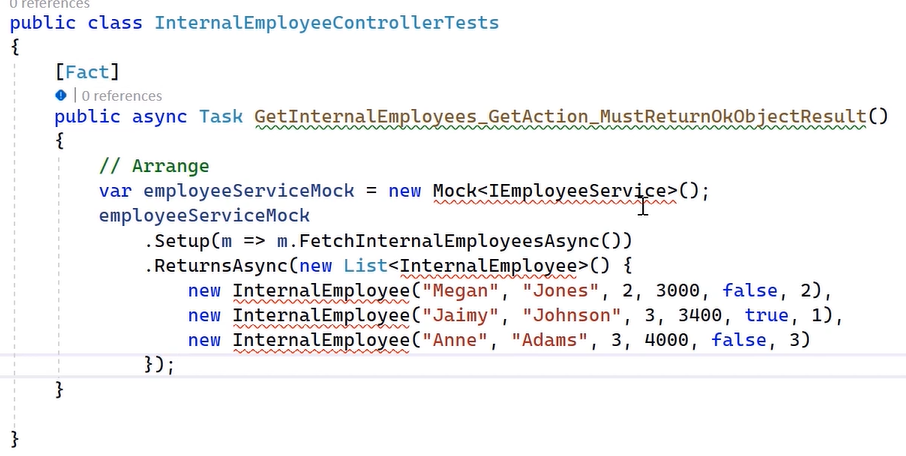 0 references
public class InternalEmployeeControllerTests
{
    [Fact]
    | 0 references
    public async Task GetInternalEmployees_GetAction_MustReturnOkObjectResult()
    {
        // Arrange
        var employeeServiceMock = new Mock<IEmployeeService>();
        employeeServiceMock
            .Setup(m => m.FetchInternalEmployeesAsync())
            .ReturnsAsync(new List<InternalEmployee>() {
                new InternalEmployee("Megan", "Jones", 2, 3000, false, 2),
                new InternalEmployee("Jaimy", "Johnson", 3, 3400, true, 1),
                new InternalEmployee("Anne", "Adams", 3, 4000, false, 3)
            });
    }
}